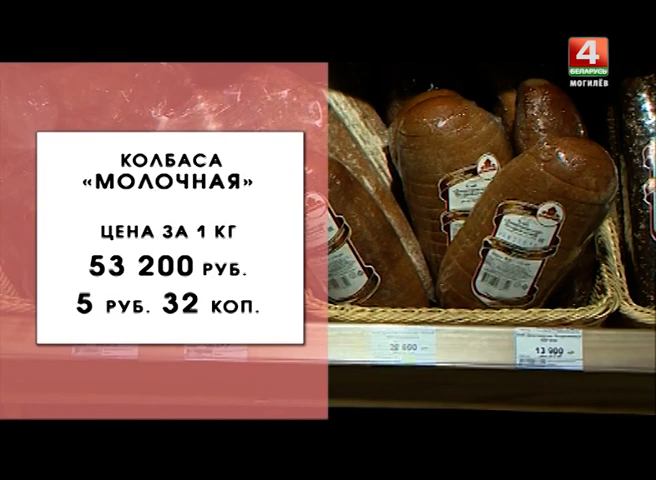 4
БЕЛАРУСЬ
МОГИЛЁВ
КОЛБАСА
«МОЛОЧНАЯ»
ЦЕНА ЗА 1 КГ
53 200 РУБ.
5 РУБ. 32 КОП.
13 900